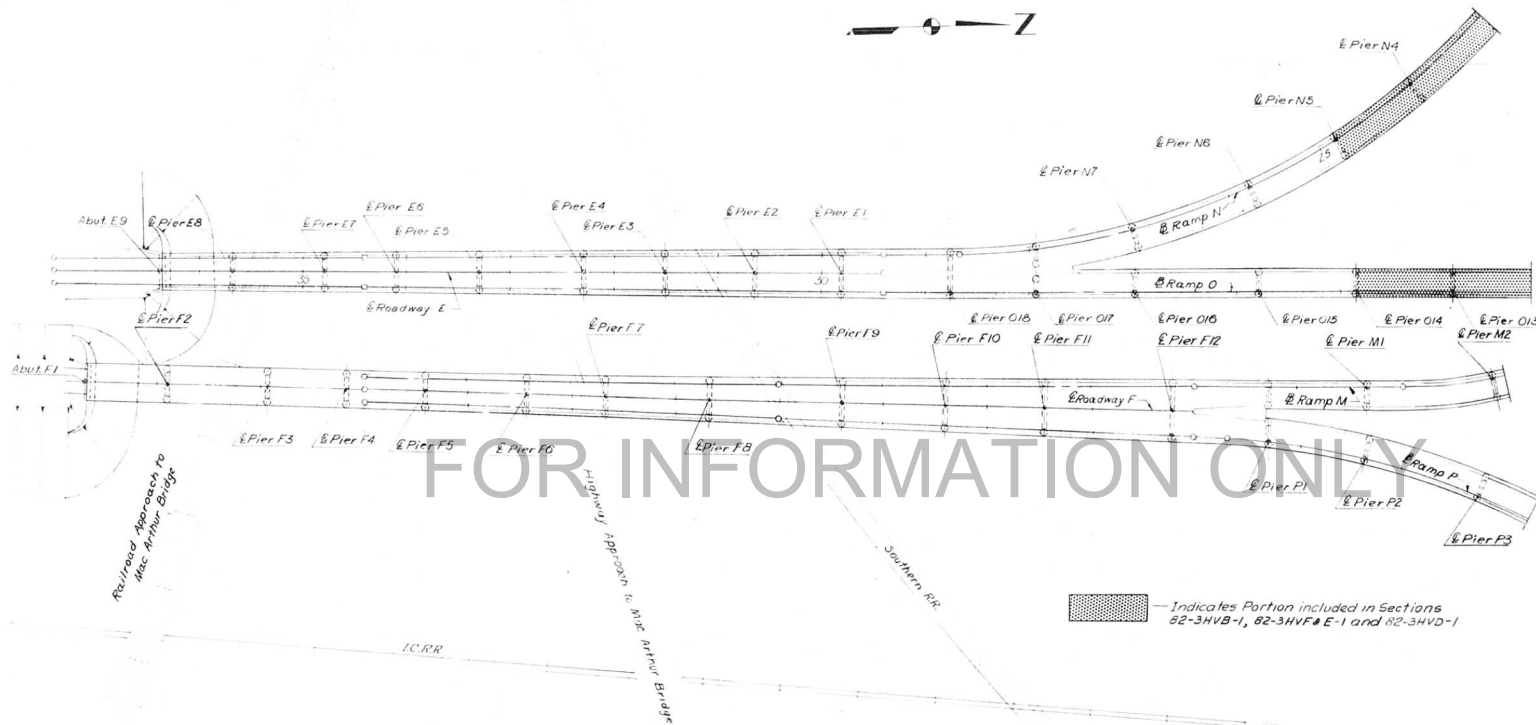 Z
℄ Pier N4
℄ Pier N5
℄ Pier N6
℄ Pier N7
25
℄ Ramp N
Abut. E9
℄ Pier E8
℄ Pier E7
℄ Pier E6
℄ Pier E5
℄ Pier E4
℄ Pier E3
℄ Pier E2
℄ Pier E1
35
30
℄ Roadway E
℄ Ramp O
℄ Pier F2
℄ Pier F7
℄ Pier F9
℄ Pier O18
℄ Pier O17
℄ Pier O16
℄ Pier O15
℄ Pier O14
℄ Pier O13
℄ Pier F10
℄ Pier F11
℄ Pier F12
℄ Pier M1
℄ Pier M2
Abut. F1
℄ Roadway F
℄ Ramp M
℄ Pier F3
℄ Pier F4
℄ Pier F5
℄ Pier F6
℄ Pier F8
℄ Ramp P
℄ Pier P1
℄ Pier P2
℄ Pier P3
FOR INFORMATION ONLY
Railroad Approach to
Mac Arthur Bridge
Highway Approach to Mac Arthur Bridge
Southern R.R.
I.C.RR
Indicates Portion included in Sections
82-3HVB-1, 82-3HVF&E-1 and 82-3HVD-1